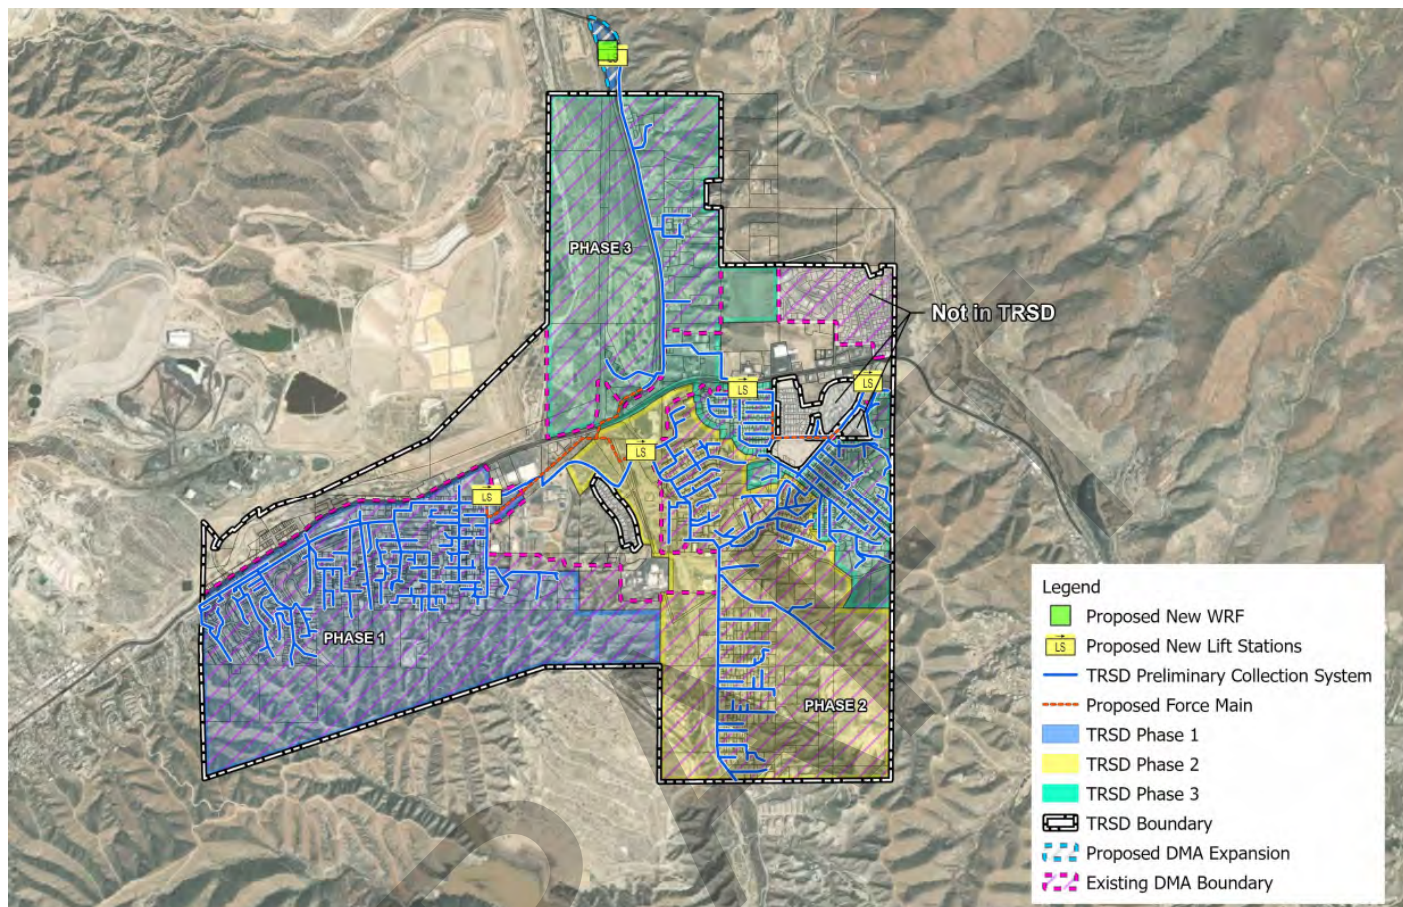 LS
PHASE 3
Not in TRSD
LS
LS
LS
LS
PHASE 1
PHASE 2
Legend
Proposed New WRF
LS Proposed New Lift Stations
TRSD Preliminary Collection System
Proposed Force Main
TRSD Phase 1
TRSD Phase 2
TRSD Phase 3
TRSD Boundary
Proposed DMA Expansion
Existing DMA Boundary